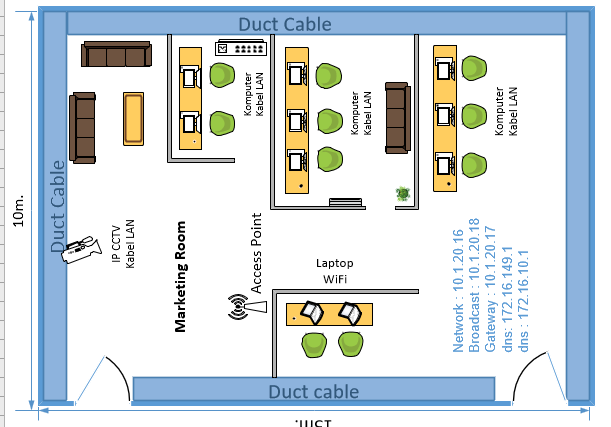 Duct Cable
10m.
Duct Cable
Komputer
Kabel LAN
Komputer
Kabel LAN
Komputer
Kabel LAN
IP CCTV
Kabel LAN
Marketing Room
Access Point
Laptop
WiFi
Network : 10.1.20.16
Broadcast : 10.1.20.18
Gateway : 10.1.20.17
dns: 172.16.149.1
dns : 172.16.10.1
Duct cable